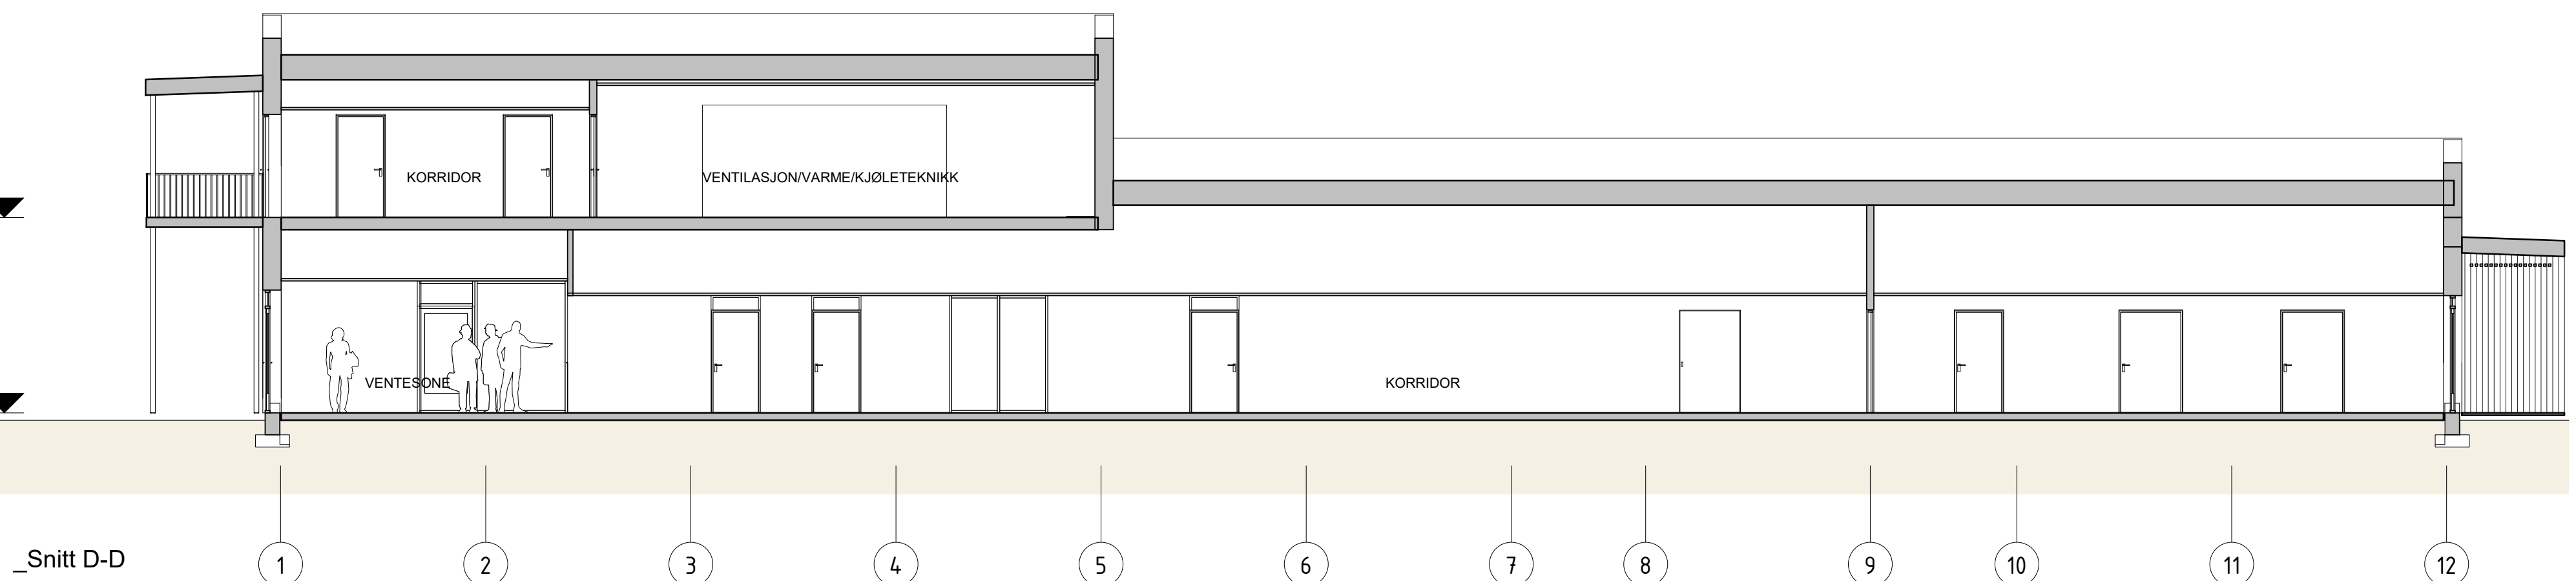 KORRIDOR
VENTILASJON/VARME/KJØLETEKNIKK
VENTESONE
KORRIDOR
_Snitt D-D
1 2 3 4 5 6 7 8 9 10 11 12